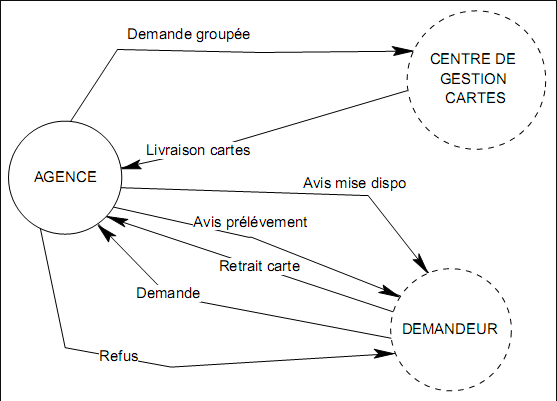 Demande groupée
CENTRE DE
GESTION
CARTES
Livraison cartes
AGENCE
Avis mise dispo
Avis prélévement
Retrait carte
Demande
DEMANDEUR
Refus